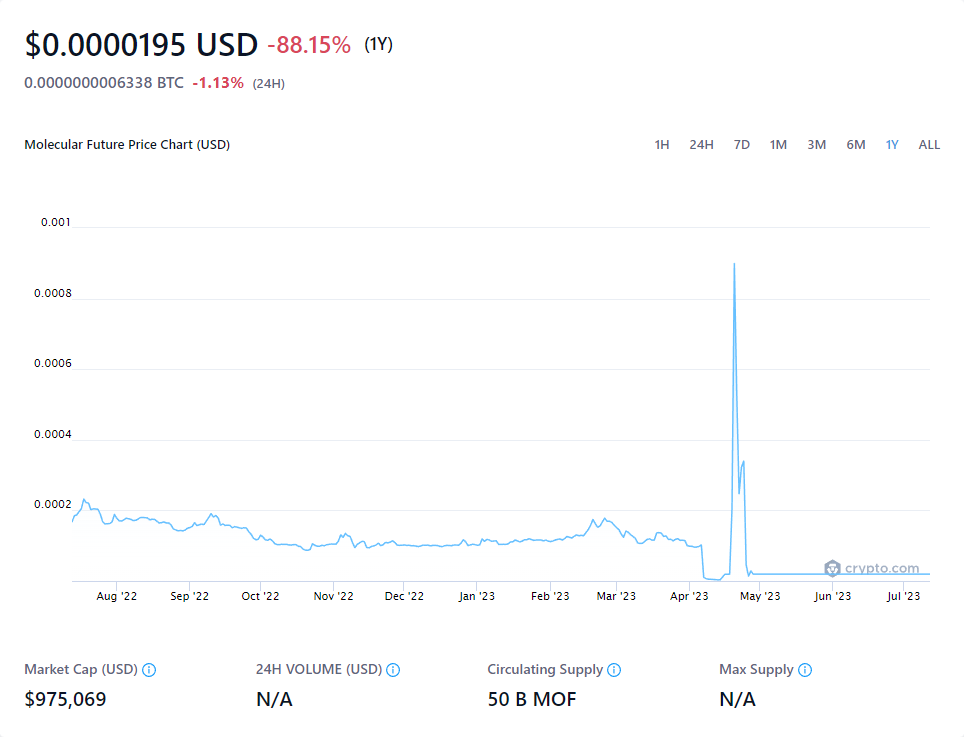 $0.0000195 USD -88.15% (1Y)
0.0000000006338 BTC -1.13% (24H)
Molecular Future Price Chart (USD)
1H 24H 7D 1M 3M 6M 1Y ALL
0.001
0.0008
0.0006
0.0004
0.0002
crypto.com
Aug '22 Sep '22 Oct '22 Nov '22 Dec '22 Jan '23 Feb '23 Mar '23 Apr '23 May '23 Jun '23 Jul '23
Market Cap (USD) 24H VOLUME (USD) Circulating Supply Max Supply
$975,069 N/A 50 B MOF N/A